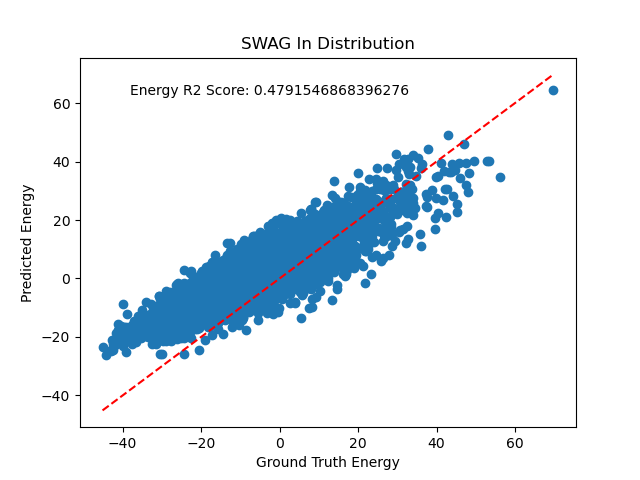 SWAG In Distribution
Energy R2 Score: 0.4791546868396276
Predicted Energy
60
40
20
0
−20
−40
−40 −20 0 20 40 60
Ground Truth Energy